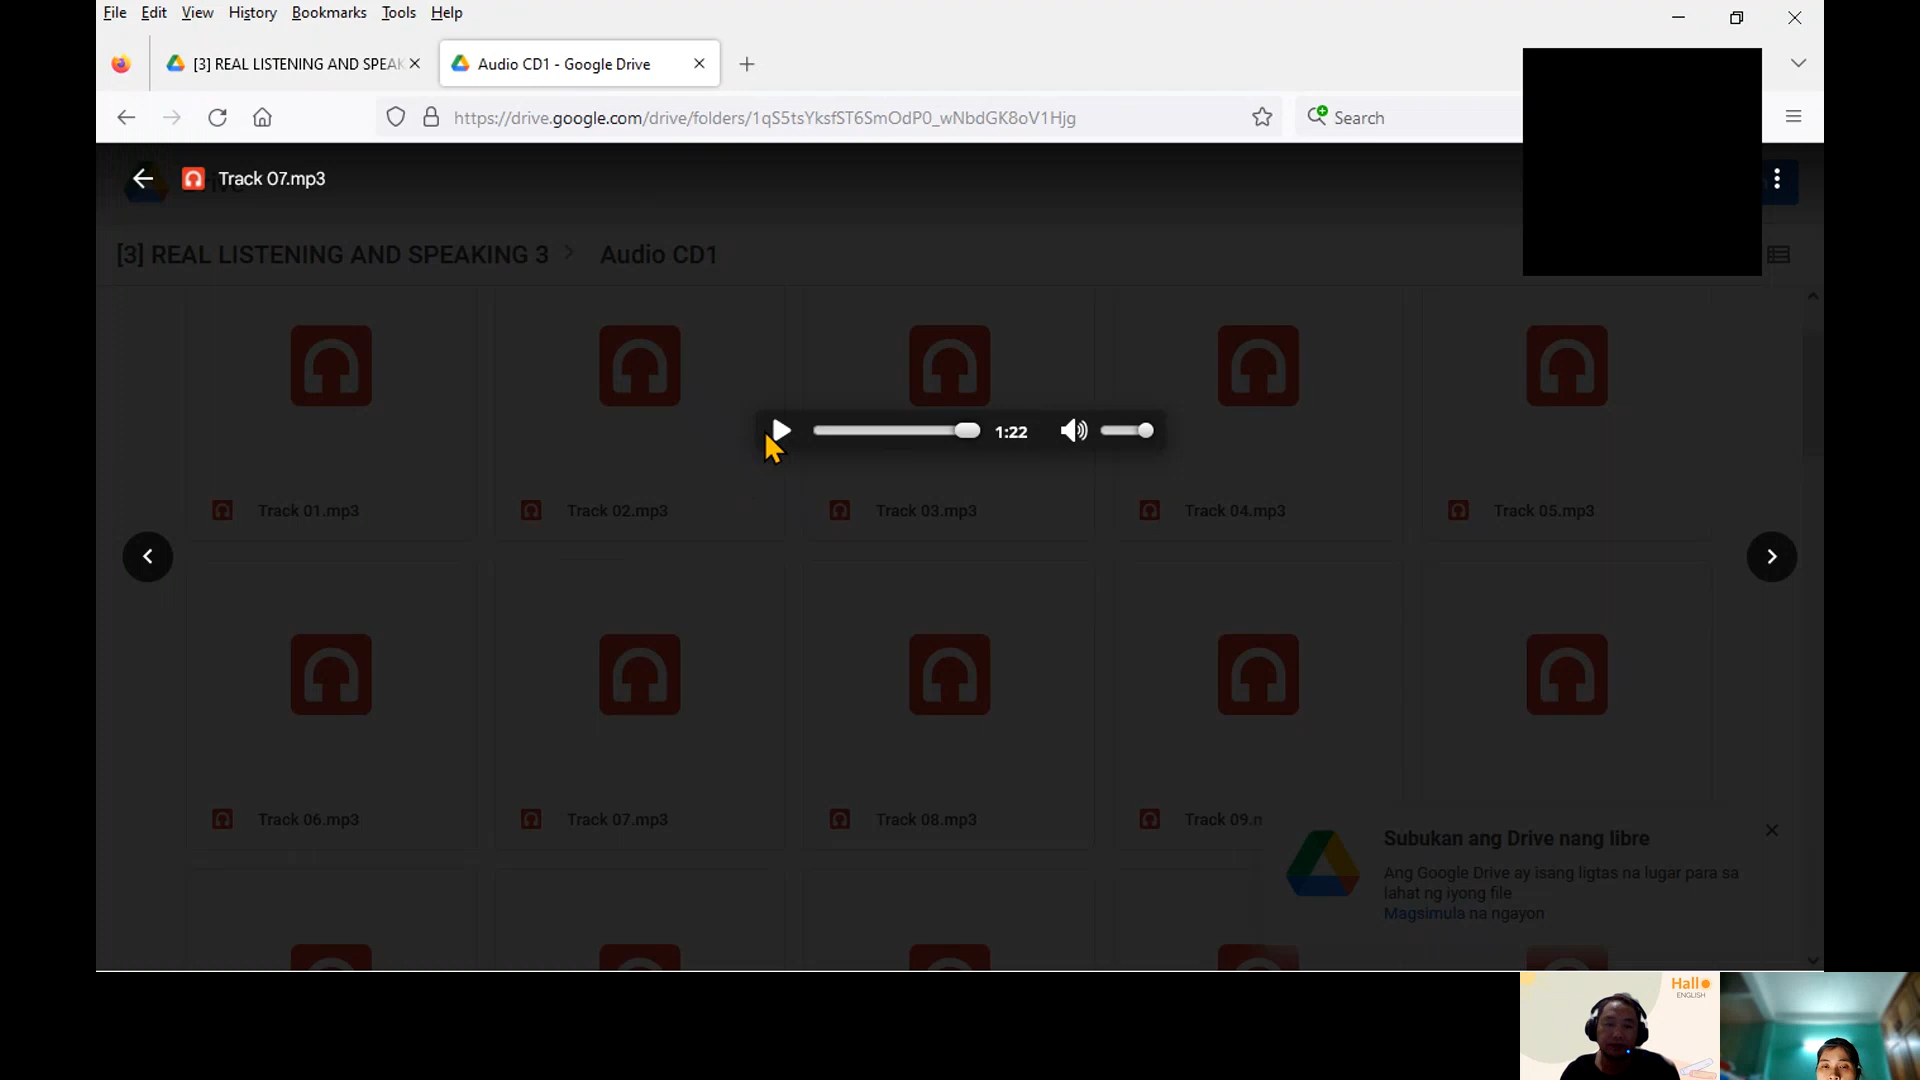 File Edit View History Bookmarks Tools Help
[3] REAL LISTENING AND SPEAK
Audio CD1 - Google Drive
https://drive.google.com/drive/folders/1qS5tsYksfST6SmOdP0_wNbdGK8oV1Hjg
Search
Track 07.mp3
[3] REAL LISTENING AND SPEAKING 3 > Audio CD1
1:22
Track 01.mp3 Track 02.mp3 Track 03.mp3 Track 04.mp3 Track 05.mp3
Track 06.mp3 Track 07.mp3 Track 08.mp3 Track 09.m
Subukan ang Drive nang libre
Ang Google Drive ay isang ligtas na lugar para sa
lahat ng iyong file
Magsimula na ngayon
Hallo
ENGLISH